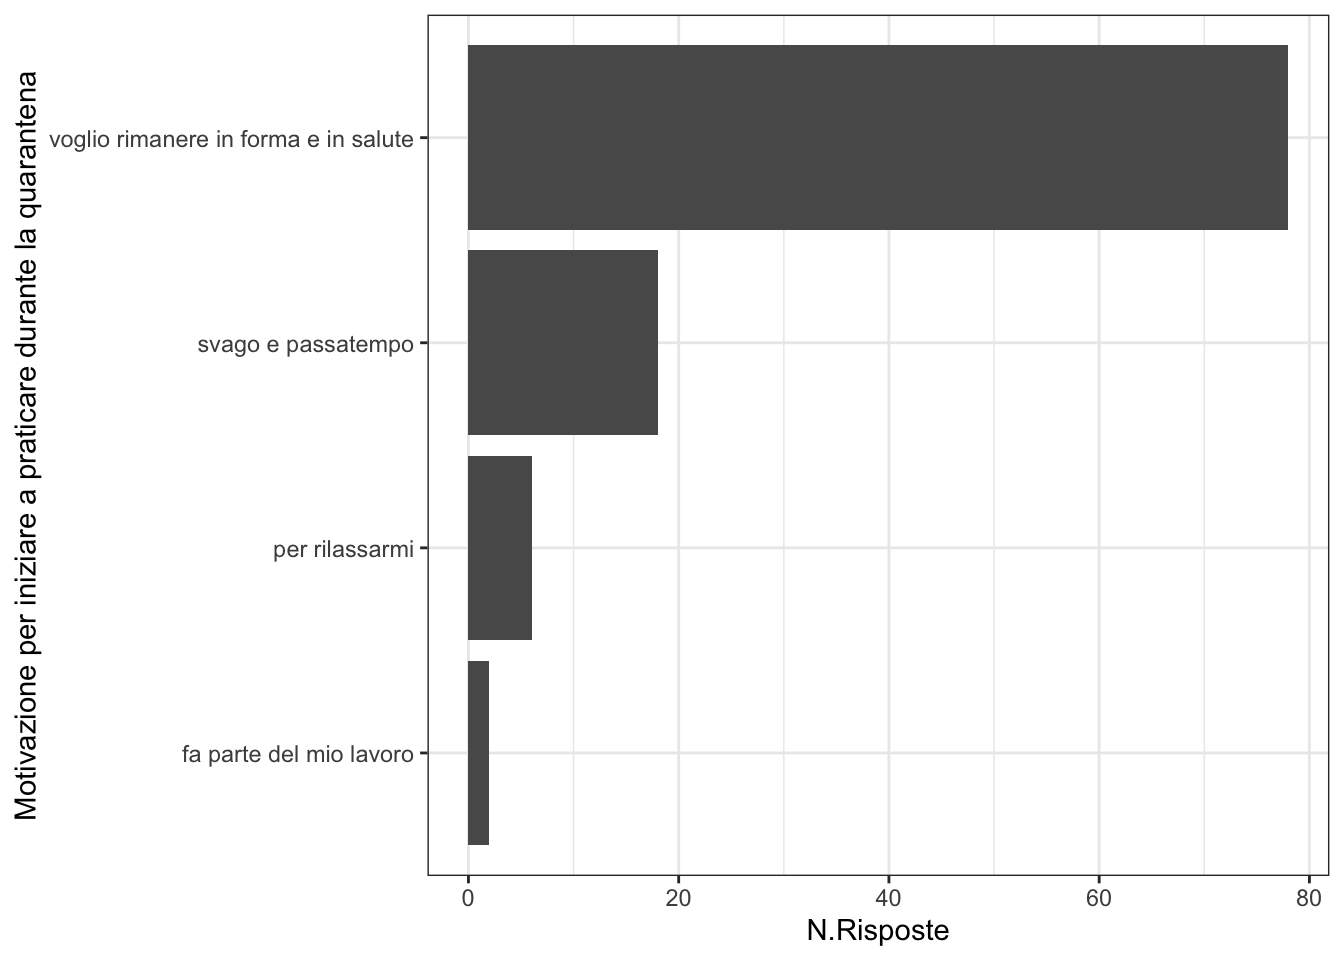 Motivazione per iniziare a praticare durante la quarantena
voglio rimanere in forma e in salute
svago e passatempo
per rilassarmi
fa parte del mio lavoro
0 20 40 60 80
N.Risposte